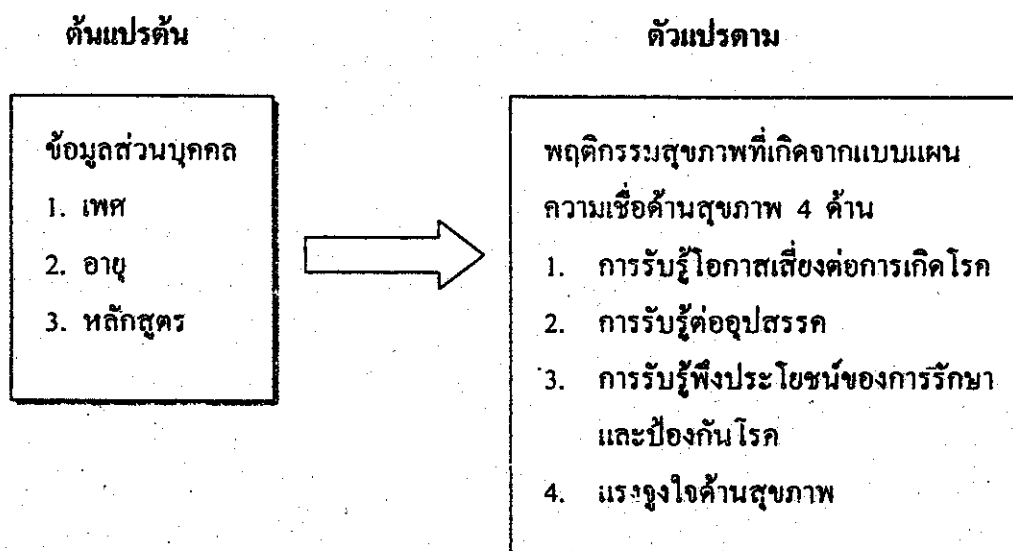 ต้นแปรต้น
ตัวแปรตาม
ข้อมูลส่วนบุคคล
1. เพศ
2. อายุ
3. หลักสูตร
พฤติกรรมสุขภาพที่เกิดจากแบบแผน
ความเชื่อด้านสุขภาพ 4 ด้าน
1. การรับรู้โอกาสเสี่ยงต่อการเกิดโรค
2. การรับรู้ต่ออุปสรรค
3. การรับรู้พึงประโยชน์ของการรักษา
และป้องกันโรค
4. แรงจูงใจด้านสุขภาพ